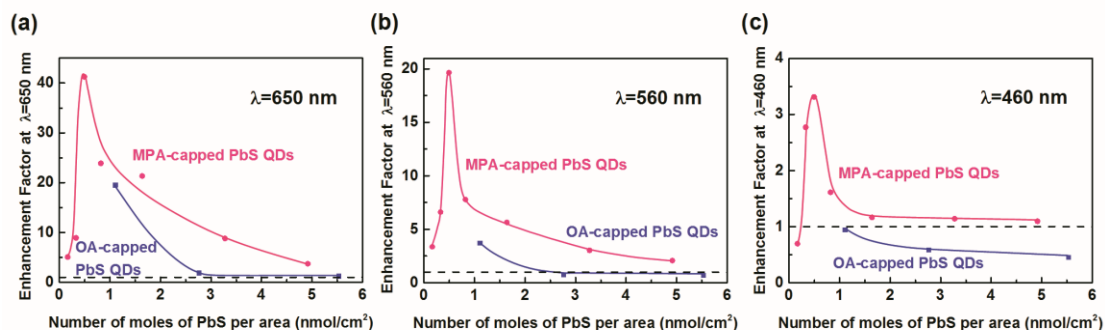 (a)
Enhancement Factor at λ=650 nm
40
30
20
10
0
λ=650 nm
MPA-capped PbS QDs
OA-capped
PbS QDs
0 1 2 3 4 5 6
Number of moles of PbS per area (nmol/cm²)
(b)
Enhancement Factor at λ=560 nm
20
15
10
5
0
λ=560 nm
MPA-capped PbS QDs
OA-capped PbS QDs
0 1 2 3 4 5 6
Number of moles of PbS per area (nmol/cm²)
(c)
Enhancement Factor at λ=460 nm
4
3
2
1
0
λ=460 nm
MPA-capped PbS QDs
OA-capped PbS QDs
0 1 2 3 4 5 6
Number of moles of PbS per area (nmol/cm²)